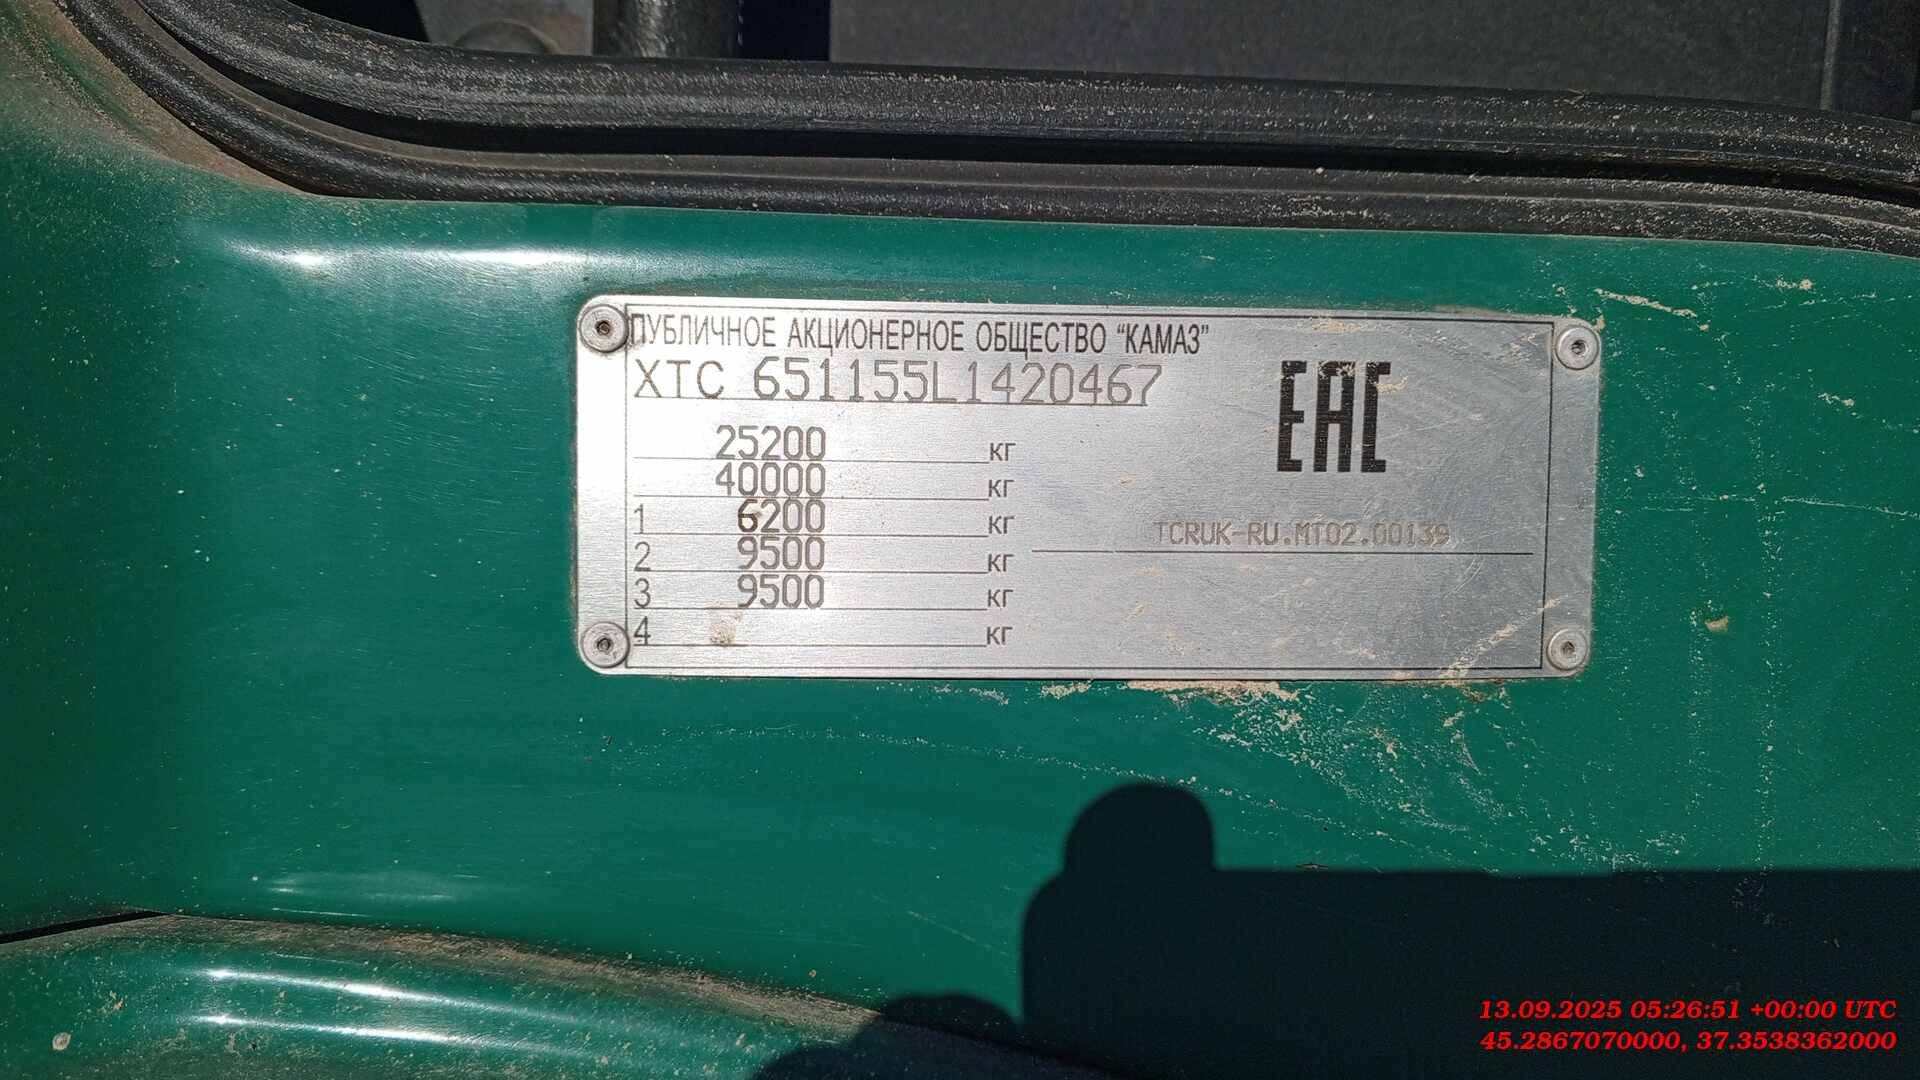 ПУБЛИЧНОЕ АКЦИОНЕРНОЕ ОБЩЕСТВО “КАМАЗ”
XTC 651155L1420467
EAC
25200 кг
40000 кг
1 6200 кг
TCRUK-RU.MT02.00139
2 9500 кг
3 9500 кг
4 кг
13.09.2025 05:26:51 +00:00 UTC
45.2867070000, 37.3538362000